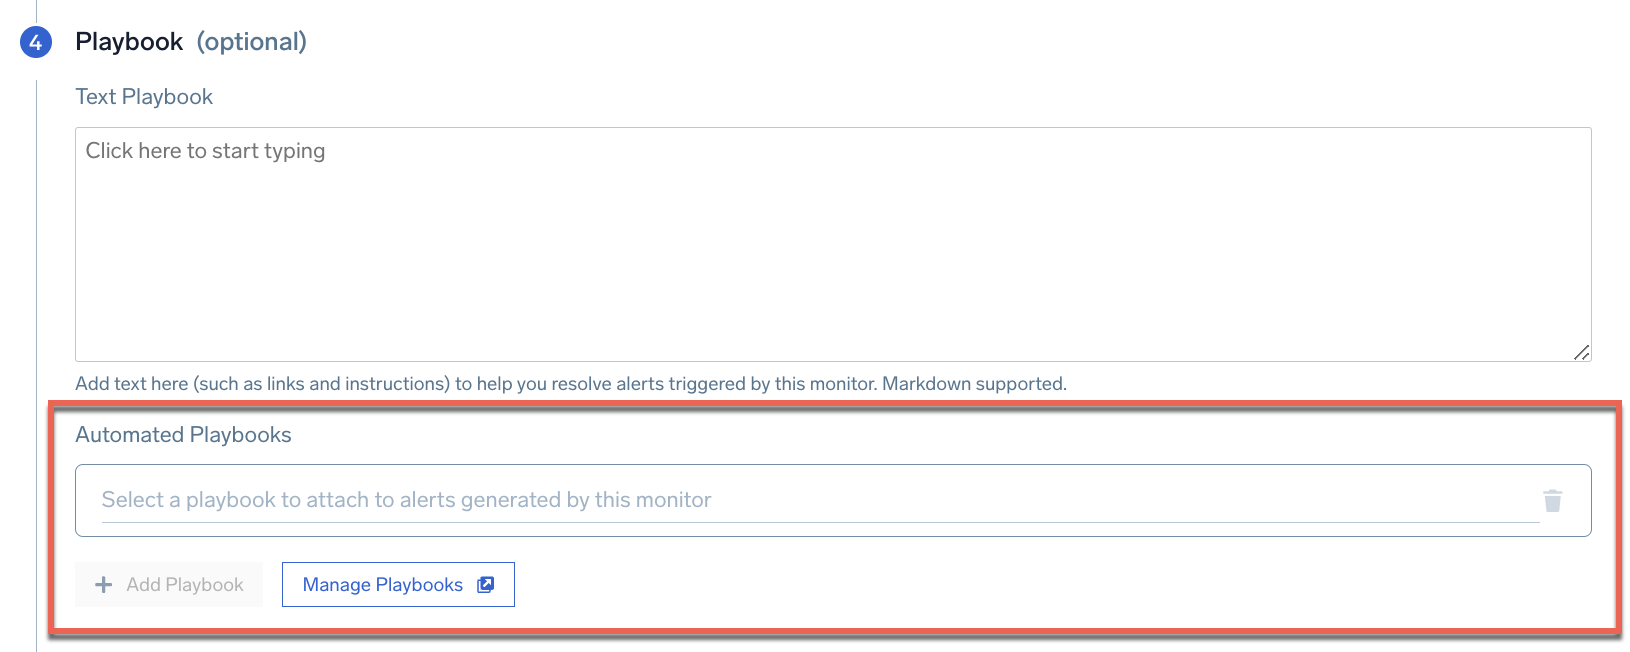 4 Playbook (optional)
Text Playbook
Click here to start typing
Add text here (such as links and instructions) to help you resolve alerts triggered by this monitor. Markdown supported.
Automated Playbooks
Select a playbook to attach to alerts generated by this monitor
+ Add Playbook Manage Playbooks